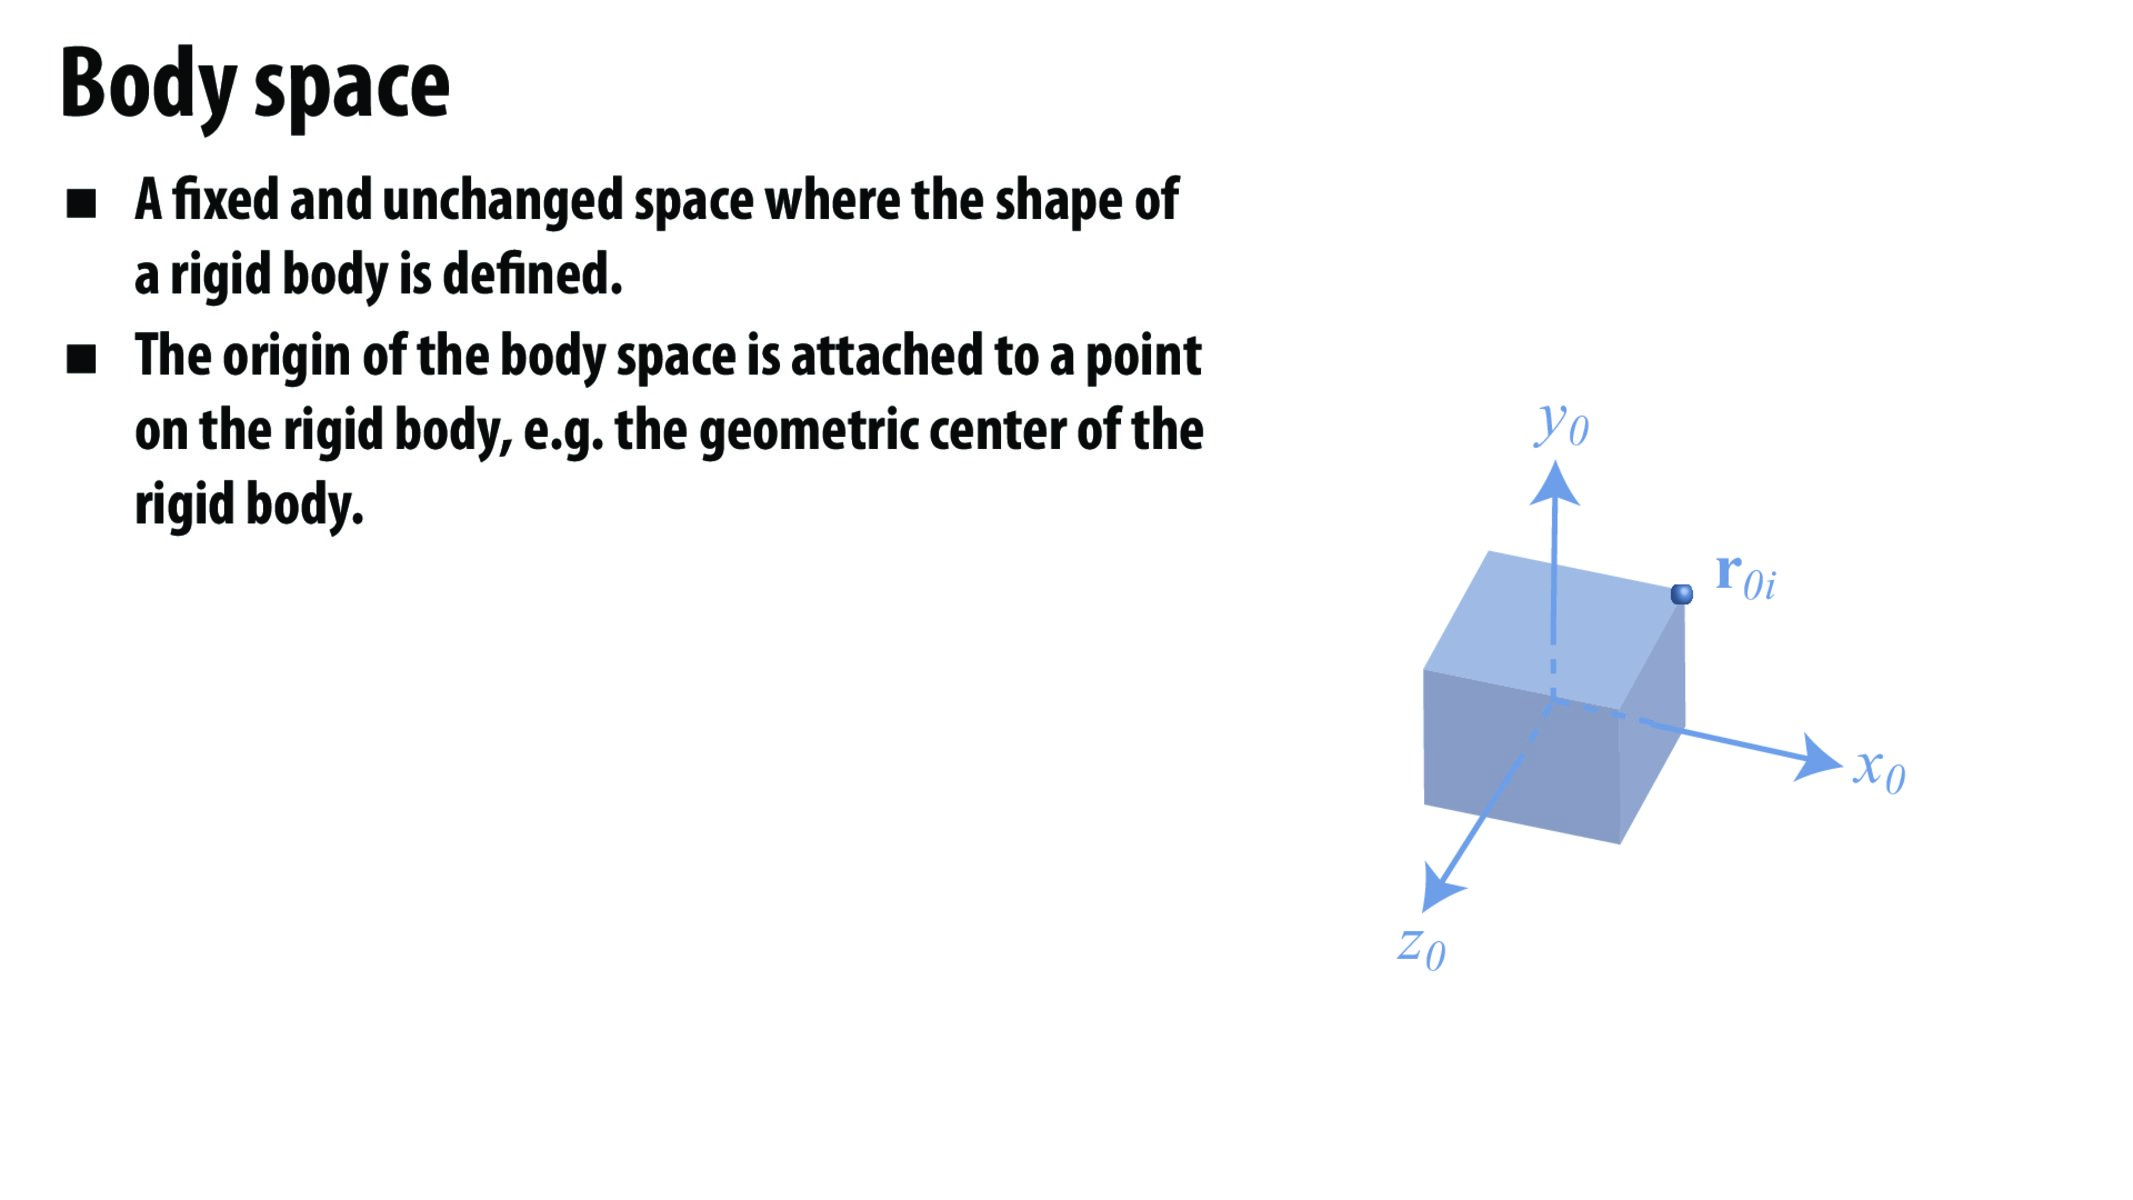 Body space
■ A fixed and unchanged space where the shape of
a rigid body is defined.
■ The origin of the body space is attached to a point
on the rigid body, e.g. the geometric center of the
rigid body.
y0
r0i
x0
z0